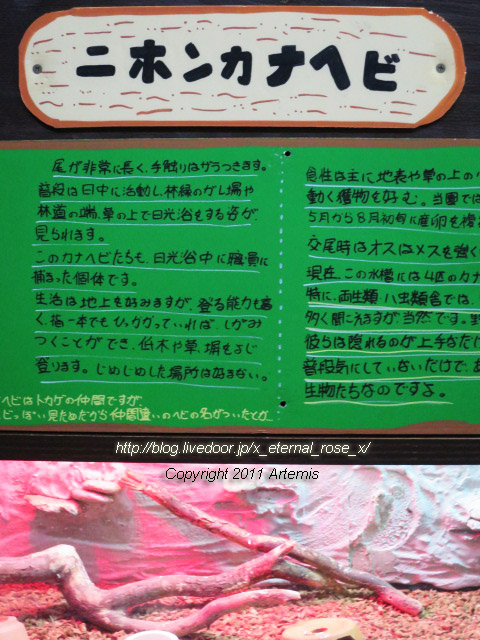 ニホンカナヘビ
尾が非常に長く、手触りはザラつきます。
普段は日中に活動し、林縁のガレ場や
林道の端、草の上で日光浴をする姿が
見られます。
このカナヘビたちも、日光浴中に職員に
捕まった個体です。
生活は地上を好みますが、登る能力も高
く、指一本でもひっかがっていれば、しがみ
つくことができ、低木や草、塀をよじ
登ります。じめじめした場所は好まない。
ヘビはトカゲの仲間ですが、
ビっぽい見ためだから仲間違いのヘビの名がついたとか
食性は主に、地表や草の上の
動く獲物を好む。当園では
5月から8月初旬に産卵を
交尾時はオスはメスを強く
現在、この水槽には4匹のカナ
特に、両生類・ハ虫類舎では、
多く聞こえますが当然です。
彼らは隠れるのが上手なだけ
普段気にしていないだけで、あ
生物たちなのですよ。
http://blog.livedoor.jp/x_eternal_rose_x/
Copyright 2011 Artemis